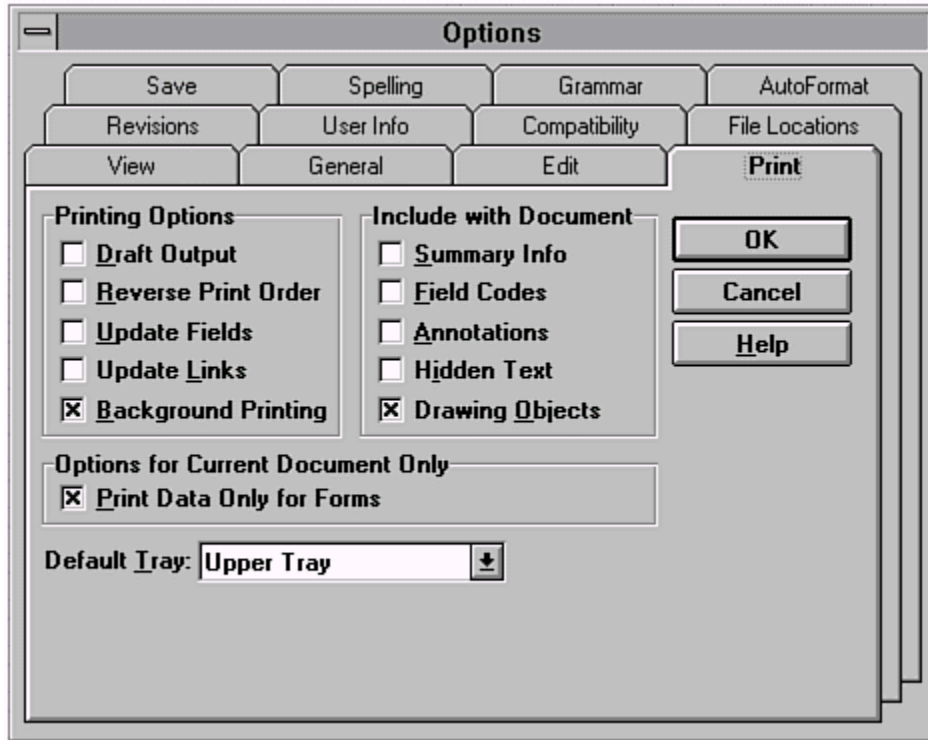 Options
Save Spelling Grammar AutoFormat
Revisions User Info Compatibility File Locations
View General Edit Print
Printing Options
Draft Output
Reverse Print Order
Update Fields
Update Links
Background Printing
Include with Document
Summary Info
Field Codes
Annotations
Hidden Text
Drawing Objects
OK
Cancel
Help
Options for Current Document Only
Print Data Only for Forms
Default Tray: Upper Tray